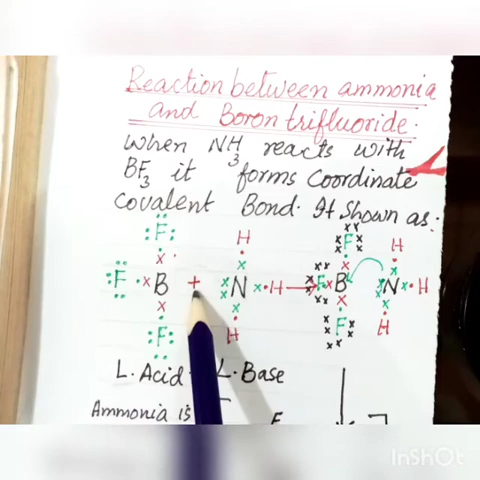 Reaction between ammonia
and Boron trifluoride.
When NH3 reacts with
BF3 it forms Coordinate
covalent Bond. It Shown as:
F H F H
F B + N H → F B N H
F H F H
L. Acid L. Base
Ammonia is
InShOt